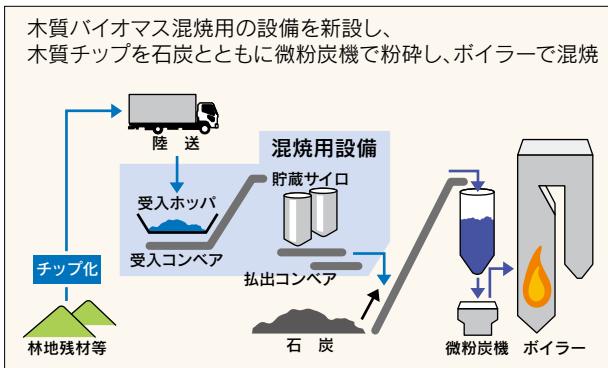 木質バイオマス混焼用の設備を新設し、
木質チップを石炭とともに微粉炭機で粉砕し、ボイラーで混焼
陸 送
混焼用設備
貯蔵サイロ
受入ホッパ
受入コンベア
チップ化
払出コンベア
林地残材等
石 炭
微粉炭機
ボイラー